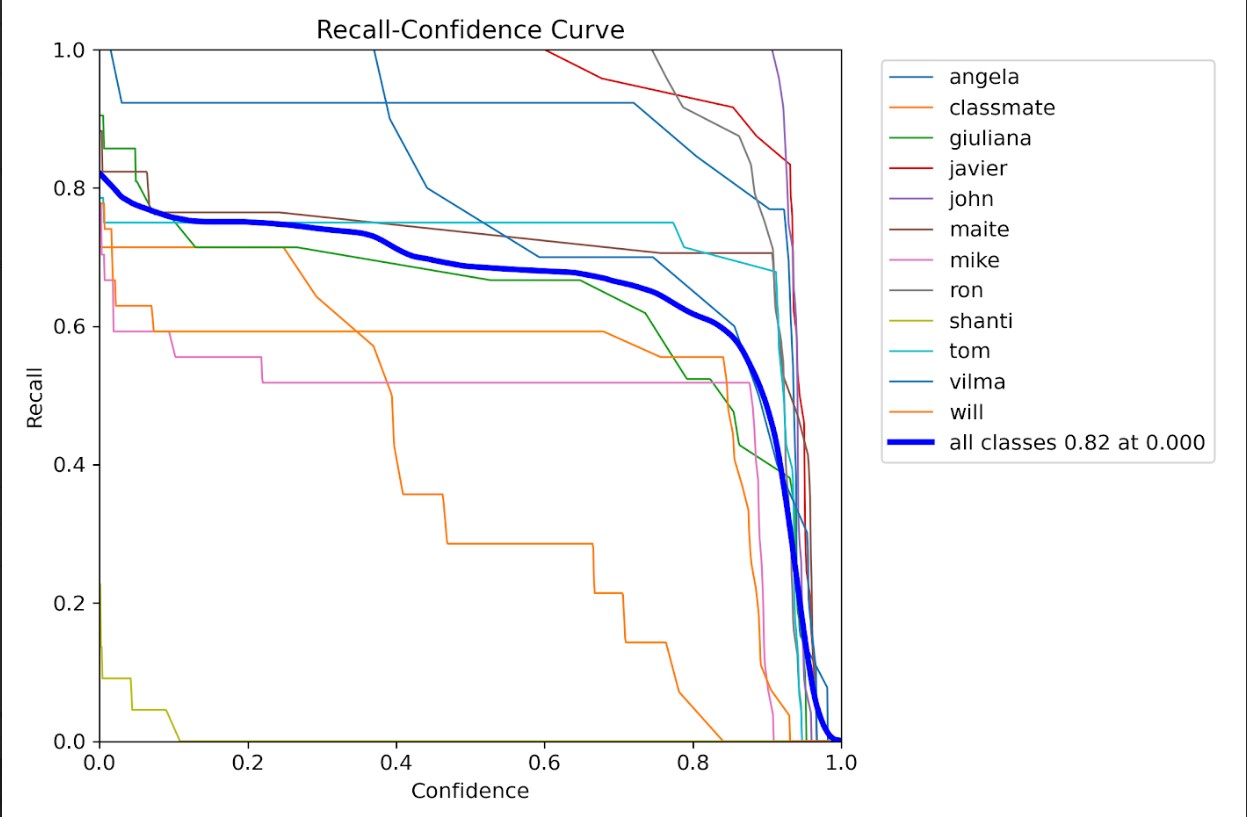 Recall-Confidence Curve
1.0
0.8
0.6
0.4
0.2
0.0
Recall
0.0 0.2 0.4 0.6 0.8 1.0
Confidence
angela
classmate
giuliana
javier
john
maite
mike
ron
shanti
tom
vilma
will
all classes 0.82 at 0.000